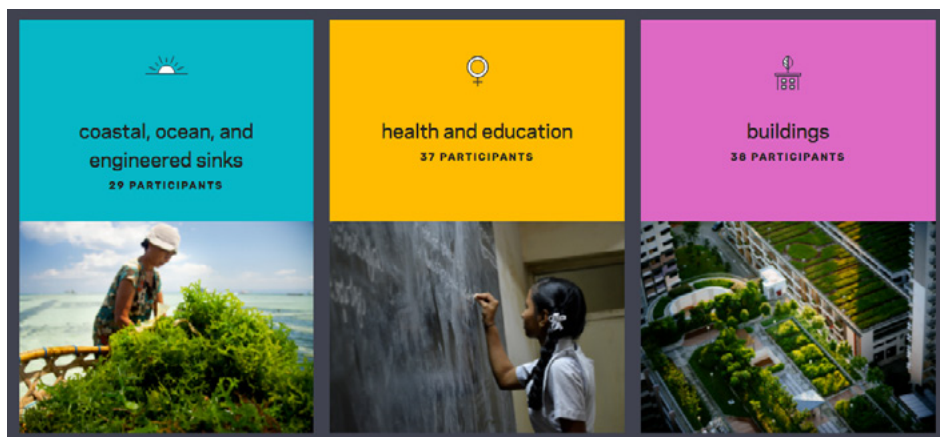 coastal, ocean, and
engineered sinks
29 PARTICIPANTS
health and education
37 PARTICIPANTS
buildings
38 PARTICIPANTS